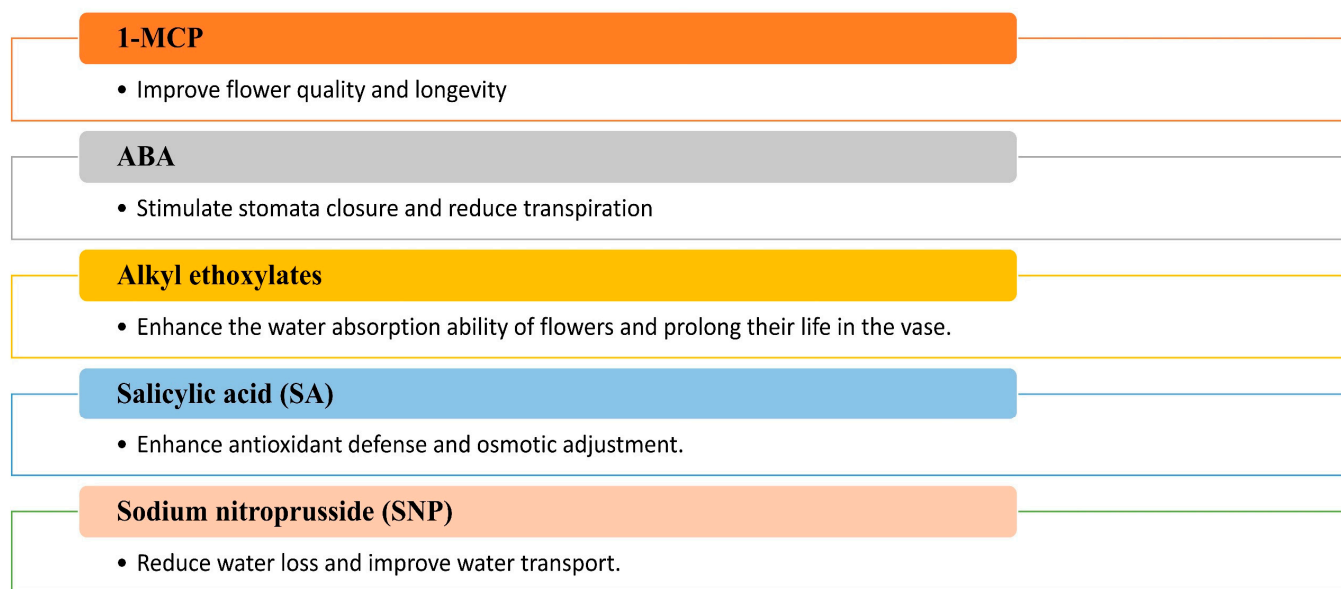 1-MCP
• Improve flower quality and longevity
ABA
• Stimulate stomata closure and reduce transpiration
Alkyl ethoxylates
• Enhance the water absorption ability of flowers and prolong their life in the vase.
Salicylic acid (SA)
• Enhance antioxidant defense and osmotic adjustment.
Sodium nitroprusside (SNP)
• Reduce water loss and improve water transport.